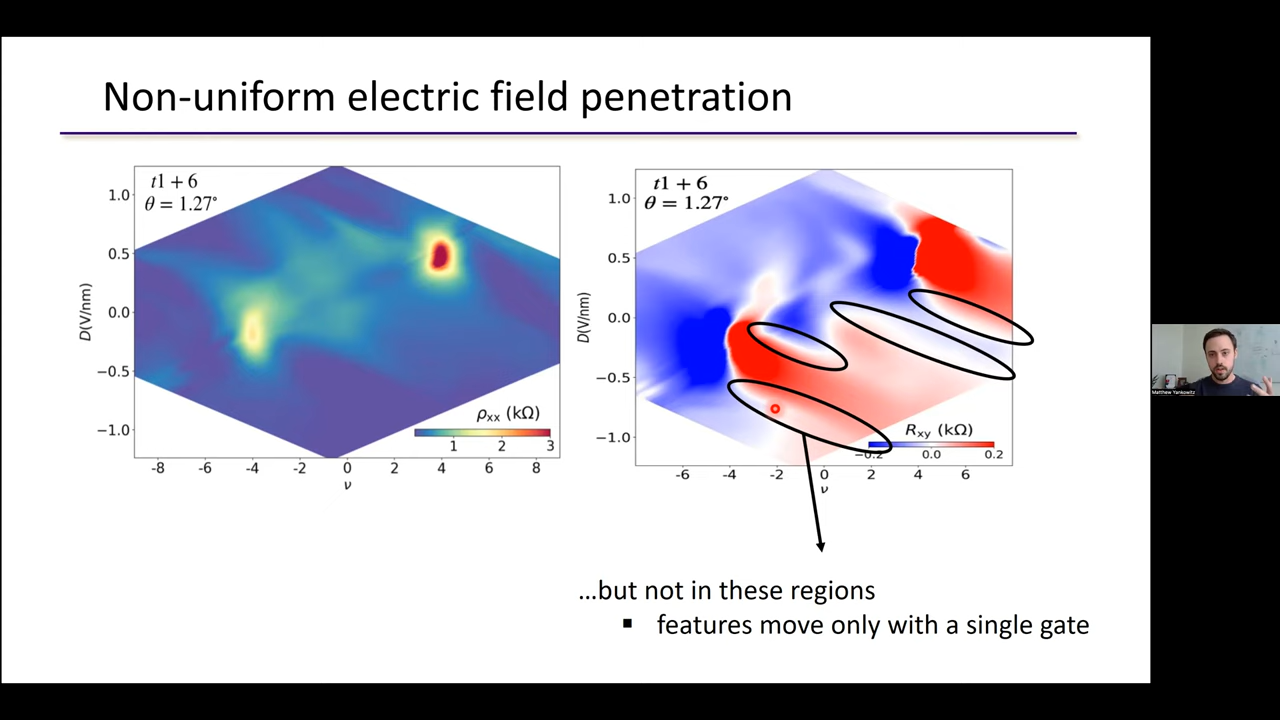 Non-uniform electric field penetration
t1 + 6
θ = 1.27°
D(V/nm)
1.0
0.5
0.0
−0.5
−1.0
ρxx (kΩ)
1 2 3
-8 -6 -4 -2 0 2 4 6 8
ν
t1 + 6
θ = 1.27°
D(V/nm)
1.0
0.5
0.0
−0.5
−1.0
Rxy (kΩ)
−0.2 0.0 0.2
-6 -4 -2 0 2 4 6
ν
...but not in these regions
▪ features move only with a single gate
Matthew Yankowitz